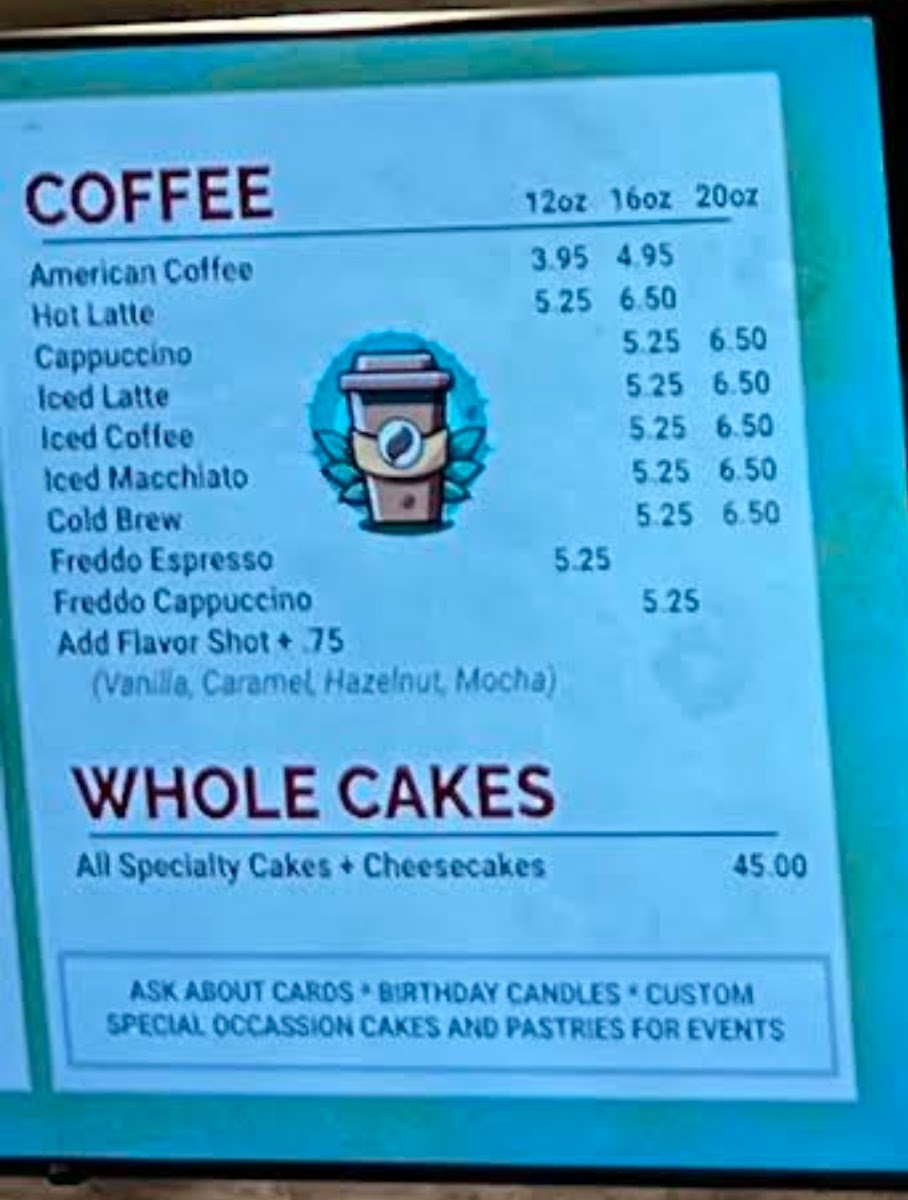 COFFEE 12oz 16oz 20oz
American Coffee 3.95 4.95
Hot Latte 5.25 6.50
Cappuccino 5.25 6.50
Iced Latte 5.25 6.50
Iced Coffee 5.25 6.50
Iced Macchiato 5.25 6.50
Cold Brew 5.25 6.50
Freddo Espresso 5.25
Freddo Cappuccino 5.25
Add Flavor Shot + .75
(Vanilla, Caramel, Hazelnut, Mocha)
WHOLE CAKES
All Specialty Cakes + Cheesecakes 45.00
ASK ABOUT CARDS * BIRTHDAY CANDLES * CUSTOM
SPECIAL OCCASSION CAKES AND PASTRIES FOR EVENTS